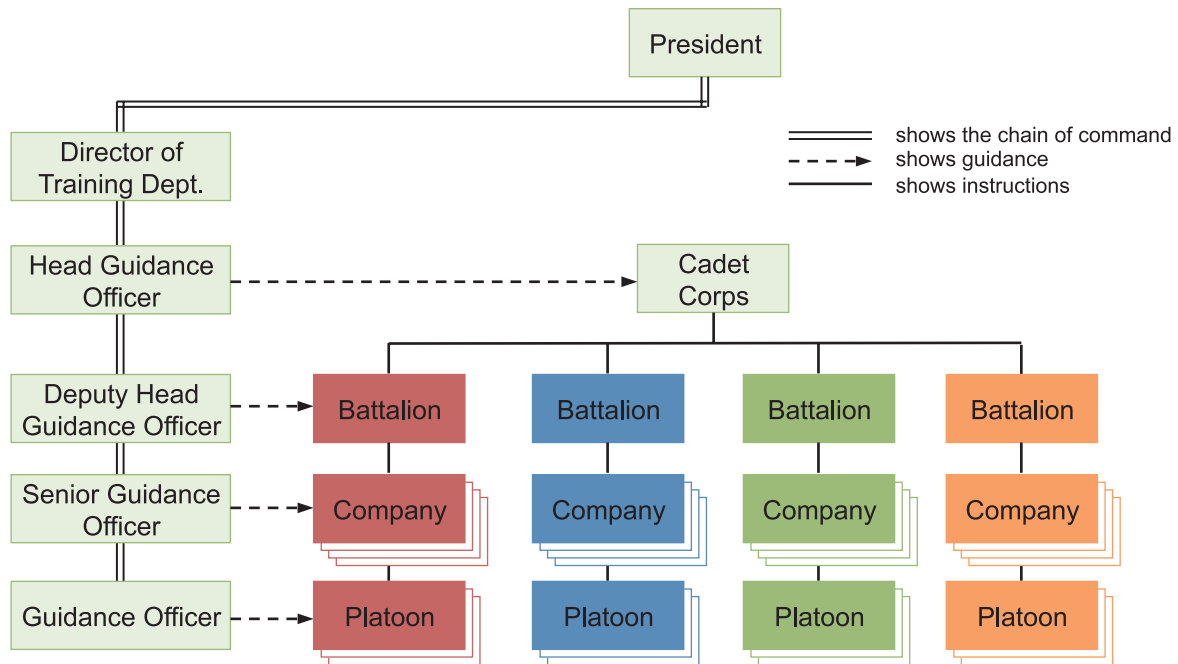 President
shows the chain of command
shows guidance
shows instructions
Director of
Training Dept.
Head Guidance
Officer
Cadet
Corps
Deputy Head
Guidance Officer
Battalion
Battalion
Battalion
Battalion
Senior Guidance
Officer
Company
Company
Company
Company
Guidance Officer
Platoon
Platoon
Platoon
Platoon